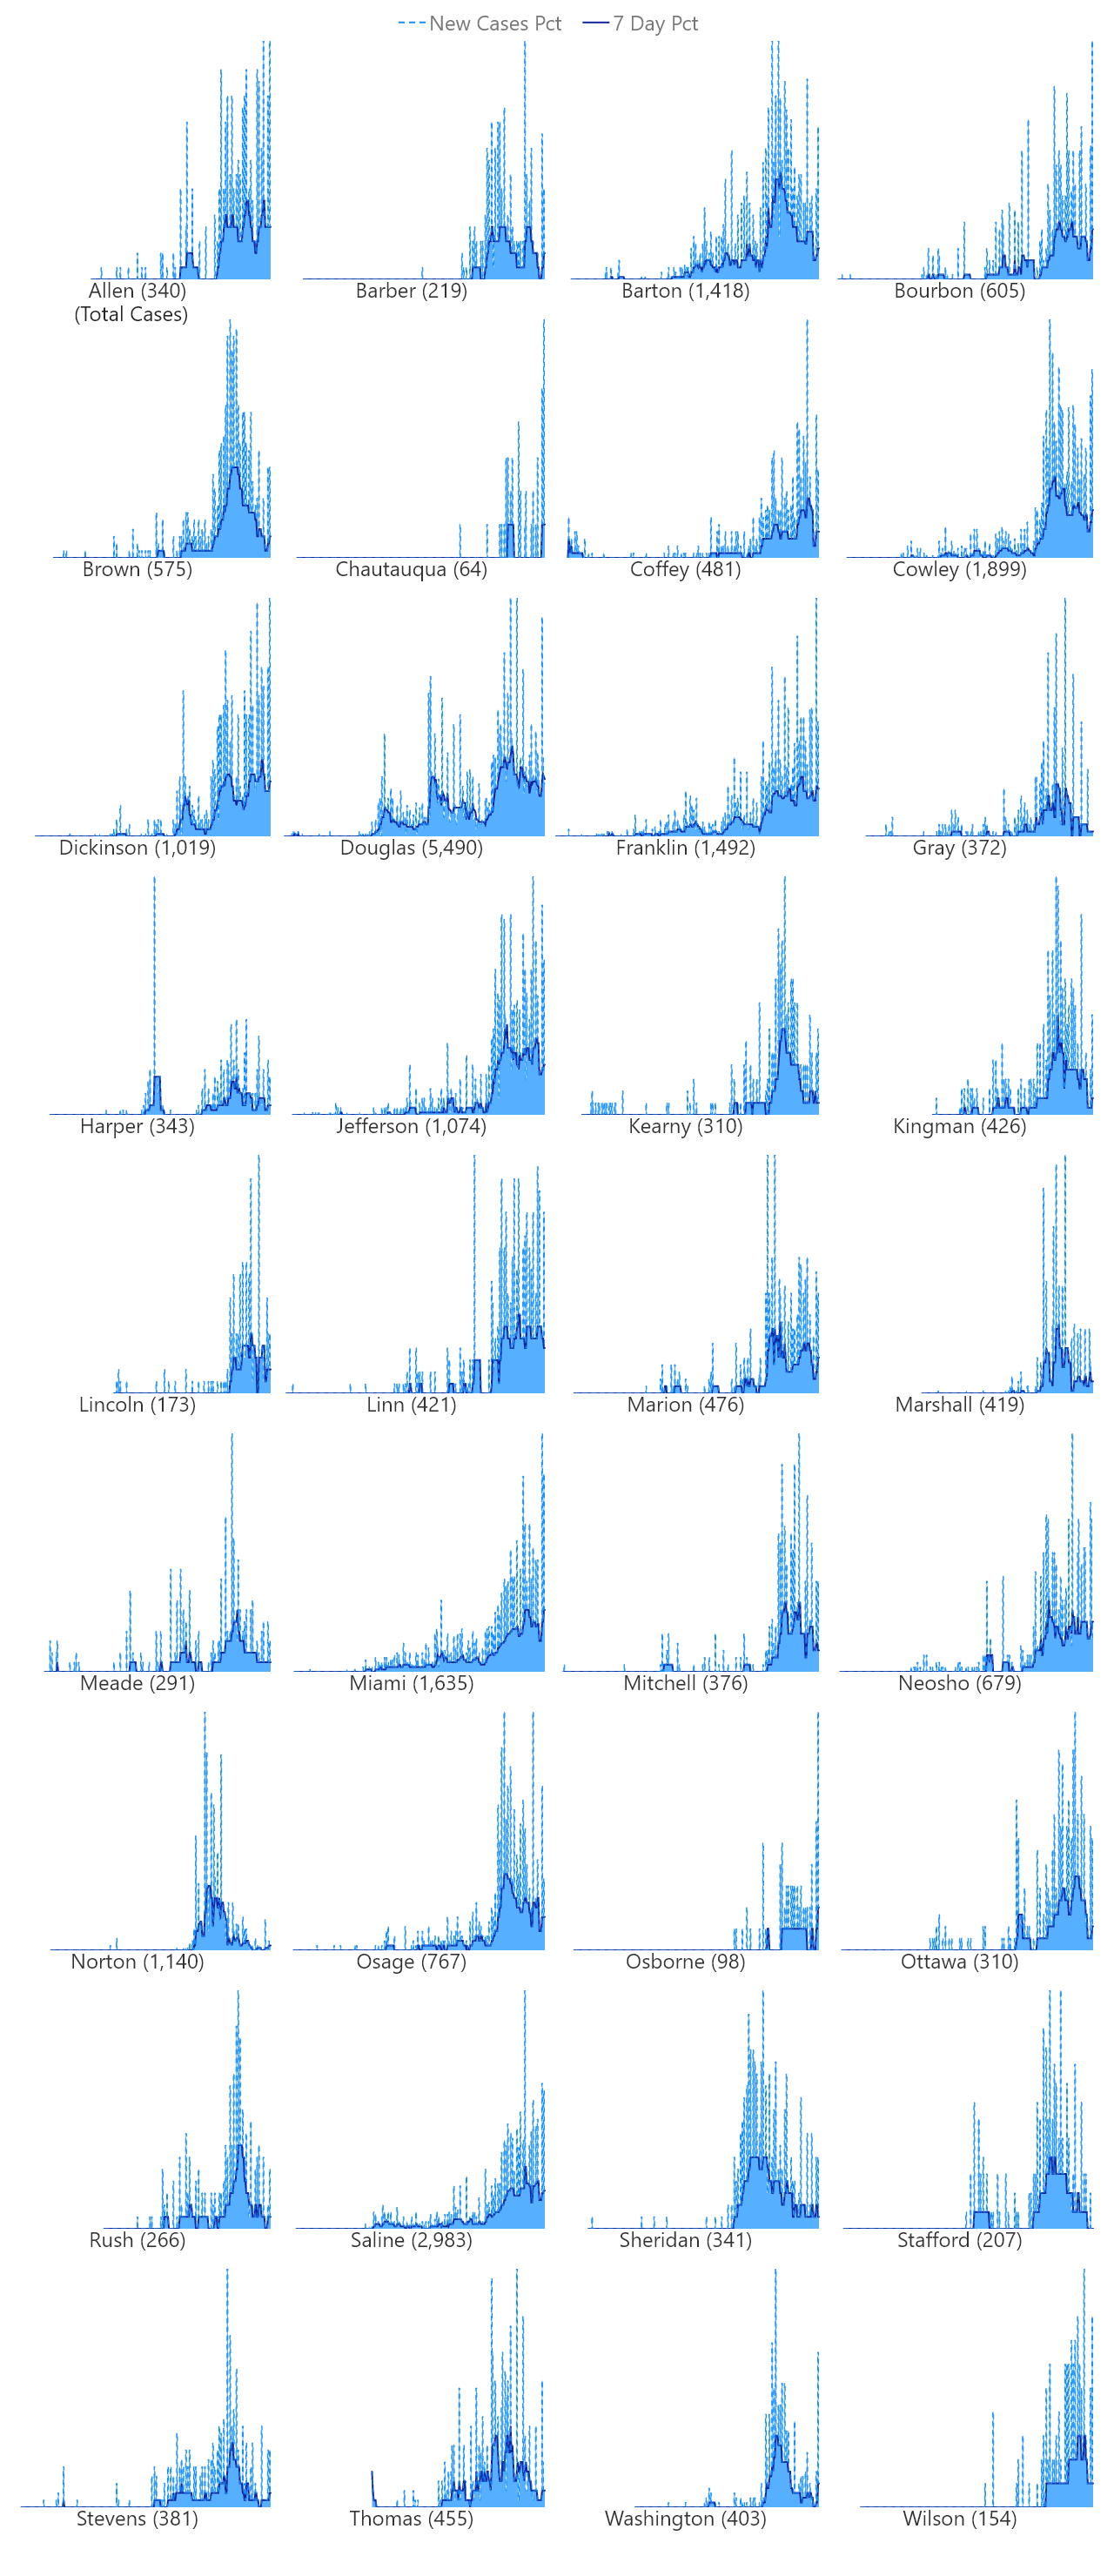 New Cases Pct 7 Day Pct
Allen (340) Barber (219) Barton (1,418) Bourbon (605)
(Total Cases)
Brown (575) Chautauqua (64) Coffey (481) Cowley (1,899)
Dickinson (1,019) Douglas (5,490) Franklin (1,492) Gray (372)
Harper (343) Jefferson (1,074) Kearny (310) Kingman (426)
Lincoln (173) Linn (421) Marion (476) Marshall (419)
Meade (291) Miami (1,635) Mitchell (376) Neosho (679)
Norton (1,140) Osage (767) Osborne (98) Ottawa (310)
Rush (266) Saline (2,983) Sheridan (341) Stafford (207)
Stevens (381) Thomas (455) Washington (403) Wilson (154)